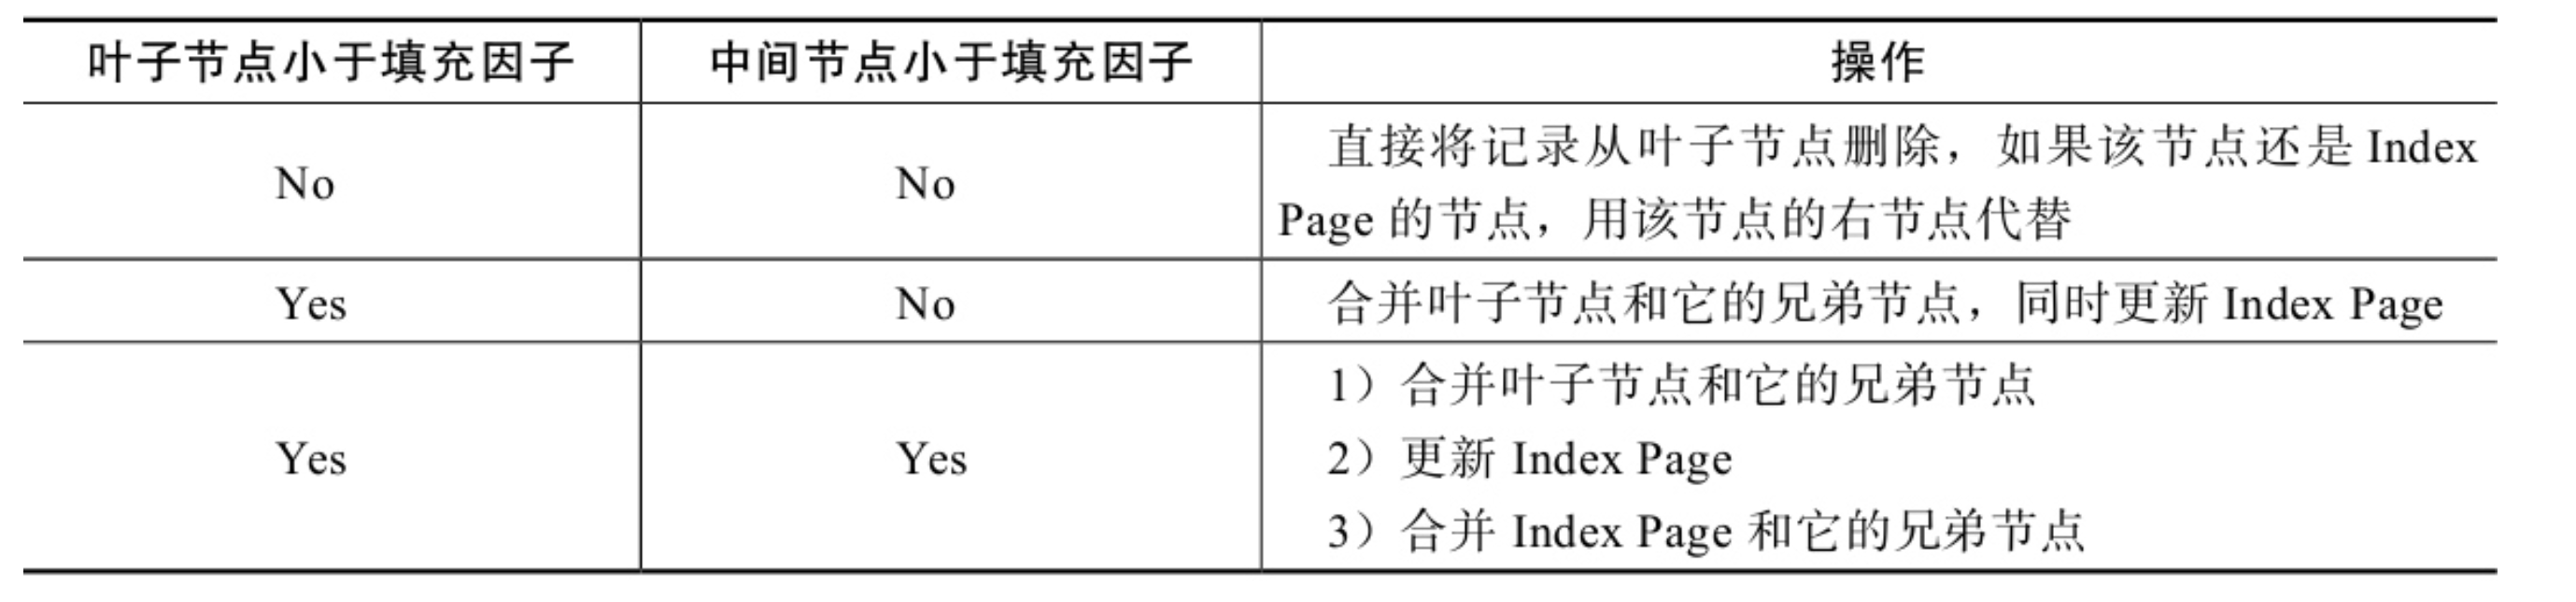 叶子节点小于填充因子 中间节点小于填充因子 操作
No No 直接将记录从叶子节点删除，如果该节点还是 Index
Page 的节点，用该节点的右节点代替
Yes No 合并叶子节点和它的兄弟节点，同时更新 Index Page
Yes Yes 1）合并叶子节点和它的兄弟节点
2）更新 Index Page
3）合并 Index Page 和它的兄弟节点